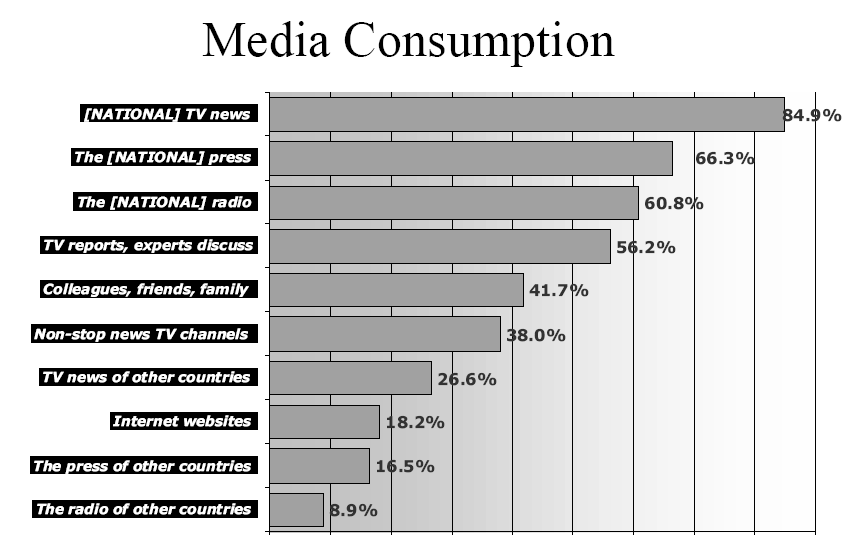 Media Consumption
[NATIONAL] TV news 84.9%
The [NATIONAL] press 66.3%
The [NATIONAL] radio 60.8%
TV reports, experts discuss 56.2%
Colleagues, friends, family 41.7%
Non-stop news TV channels 38.0%
TV news of other countries 26.6%
Internet websites 18.2%
The press of other countries 16.5%
The radio of other countries 8.9%